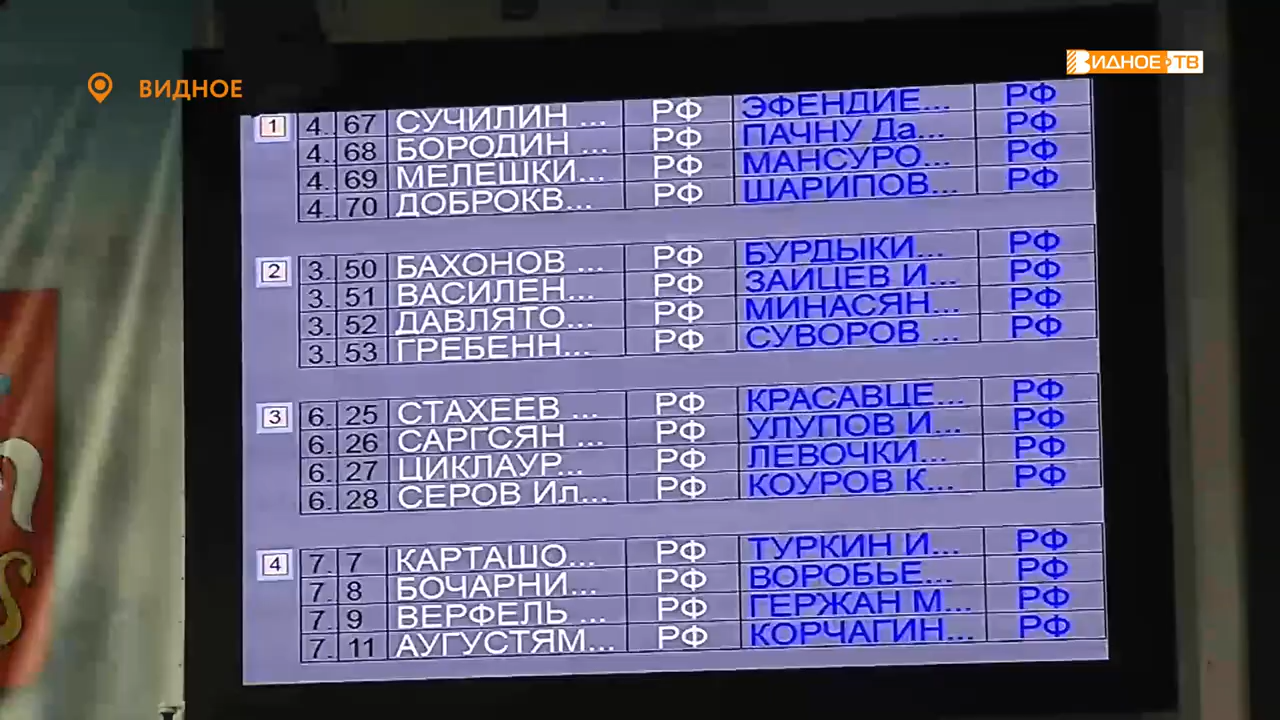 ВИДНОЕ
ВИДНОЕ ТВ
1
4.. 67 СУЧИЛИН ... РФ ЭФЕНДИЕ... РФ
4.. 68 БОРОДИН ... РФ ПАЧНУ Да... РФ
4.. 69 МЕЛЕШКИ... РФ МАНСУРО... РФ
4.. 70 ДОБРОКВ... РФ ШАРИПОВ... РФ
2
3.. 50 БАХОНОВ ... РФ БУРДЫКИ... РФ
3.. 51 ВАСИЛЕН... РФ ЗАЙЦЕВ И... РФ
3.. 52 ДАВЛЯТО... РФ МИНАСЯН... РФ
3.. 53 ГРЕБЕНН... РФ СУВОРОВ ... РФ
3
6.. 25 СТАХЕЕВ ... РФ КРАСАВЦЕ... РФ
6.. 26 САРГСЯН ... РФ УЛУПОВ И... РФ
6.. 27 ЦИКЛАУР... РФ ЛЕВОЧКИ... РФ
6.. 28 СЕРОВ Ил... РФ КОУРОВ К... РФ
4
7.. 7 КАРТАШО... РФ ТУРКИН И... РФ
7.. 8 БОЧАРНИ... РФ ВОРОБЬЕ... РФ
7.. 9 ВЕРФЕЛЬ ... РФ ГЕРЖАН М... РФ
7.. 11 АУГУСТЯМ... РФ КОРЧАГИН... РФ